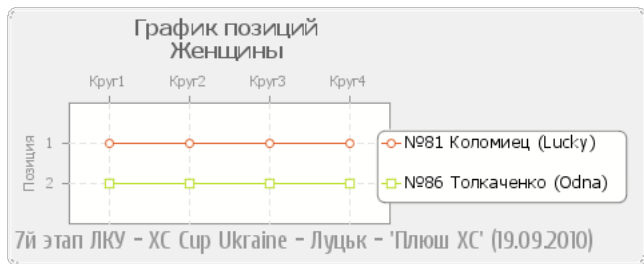 График позиций
Женщины
Круг1 Круг2 Круг3 Круг4
Позиция
1
2
№81 Коломиец (Lucky)
№86 Толкаченко (Odna)
7й этап ЛКУ - XC Cup Ukraine - Луцьк - 'Плюш ХС' (19.09.2010)